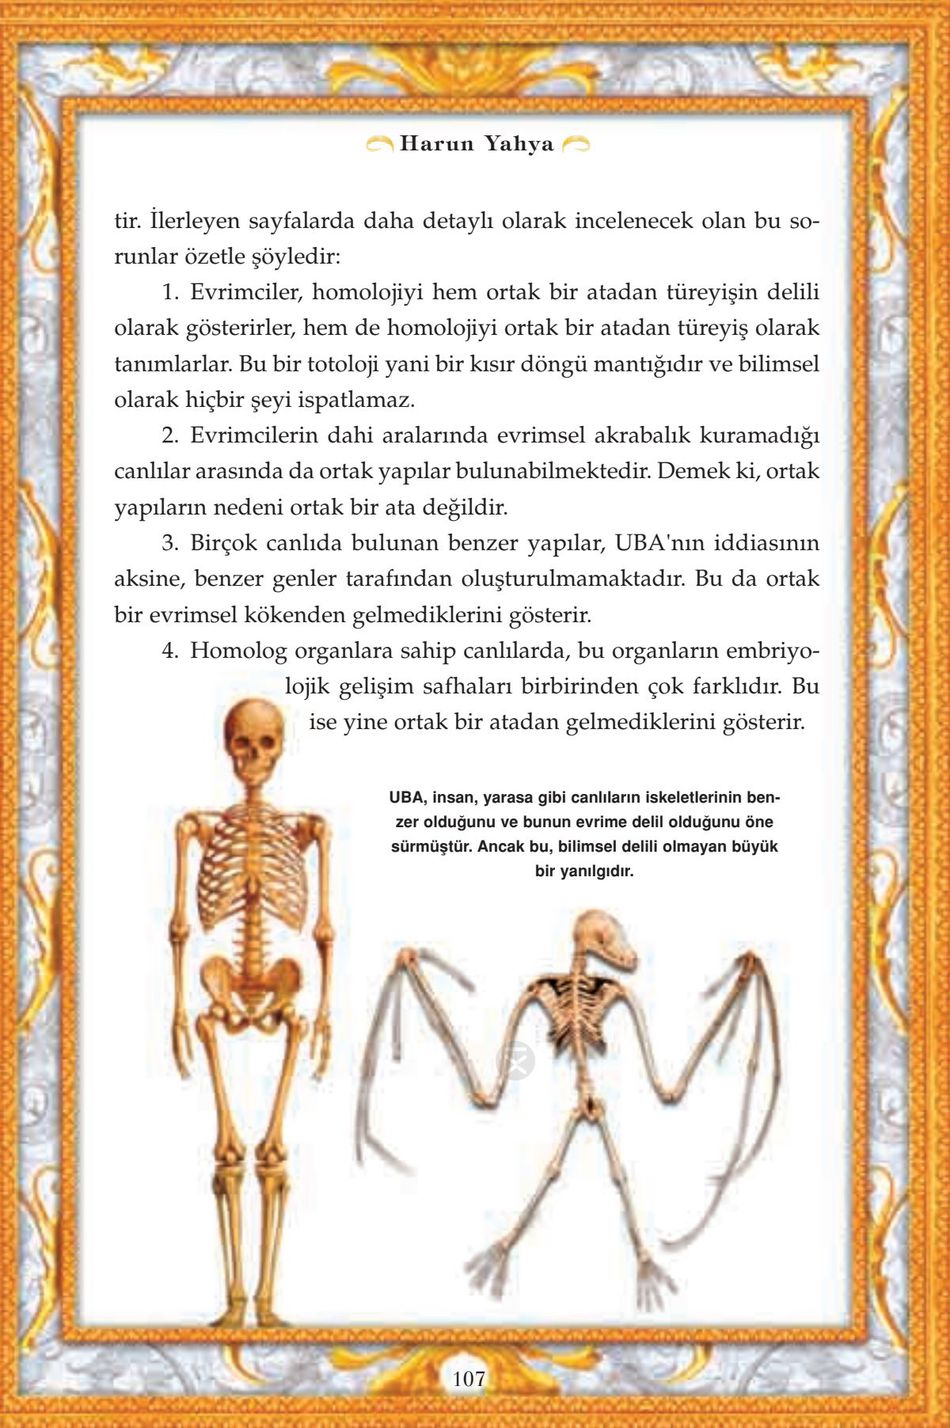 Harun Yahya
tir. İlerleyen sayfalarda daha detaylı olarak incelenecek olan bu so-
runlar özetle şöyledir:
1. Evrimciler, homolojiyi hem ortak bir atadan türeyişin delili
olarak gösterirler, hem de homolojiyi ortak bir atadan türeyiş olarak
tanımlarlar. Bu bir totoloji yani bir kısır döngü mantığıdır ve bilimsel
olarak hiçbir şeyi ispatlamaz.
2. Evrimcilerin dahi aralarında evrimsel akrabalık kuramadığı
canlılar arasında da ortak yapılar bulunabilmektedir. Demek ki, ortak
yapıların nedeni ortak bir ata değildir.
3. Birçok canlıda bulunan benzer yapılar, UBA'nın iddiasının
aksine, benzer genler tarafından oluşturulmamaktadır. Bu da ortak
bir evrimsel kökenden gelmediklerini gösterir.
4. Homolog organlara sahip canlılarda, bu organların embriyo-
lojik gelişim safhaları birbirinden çok farklıdır. Bu
ise yine ortak bir atadan gelmediklerini gösterir.
UBA, insan, yarasa gibi canlıların iskeletlerinin ben-
zer olduğunu ve bunun evrime delil olduğunu öne
sürmüştür. Ancak bu, bilimsel delili olmayan büyük
bir yanılgıdır.
107